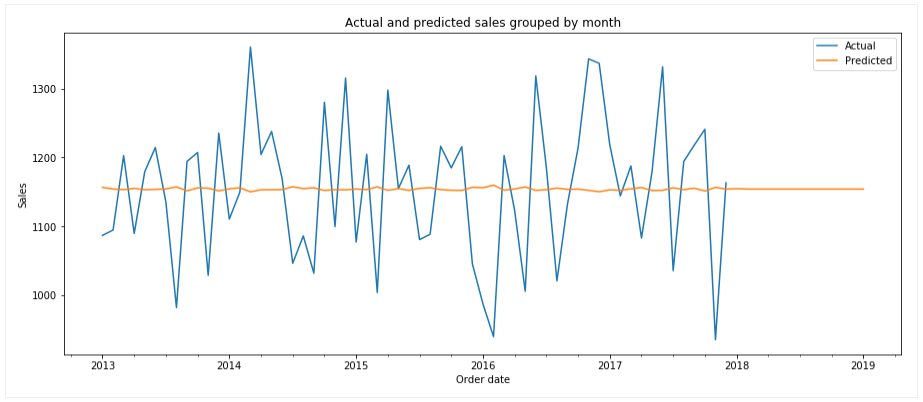 Actual and predicted sales grouped by month
Actual
Predicted
Sales
1300
1200
1100
1000
2013 2014 2015 2016 2017 2018 2019
Order date